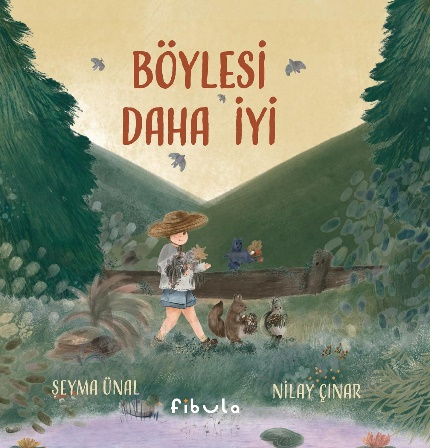 BÖYLESİ
DAHA İYİ
ŞEYMA ÜNAL
NİLAY ÇINAR
fibula